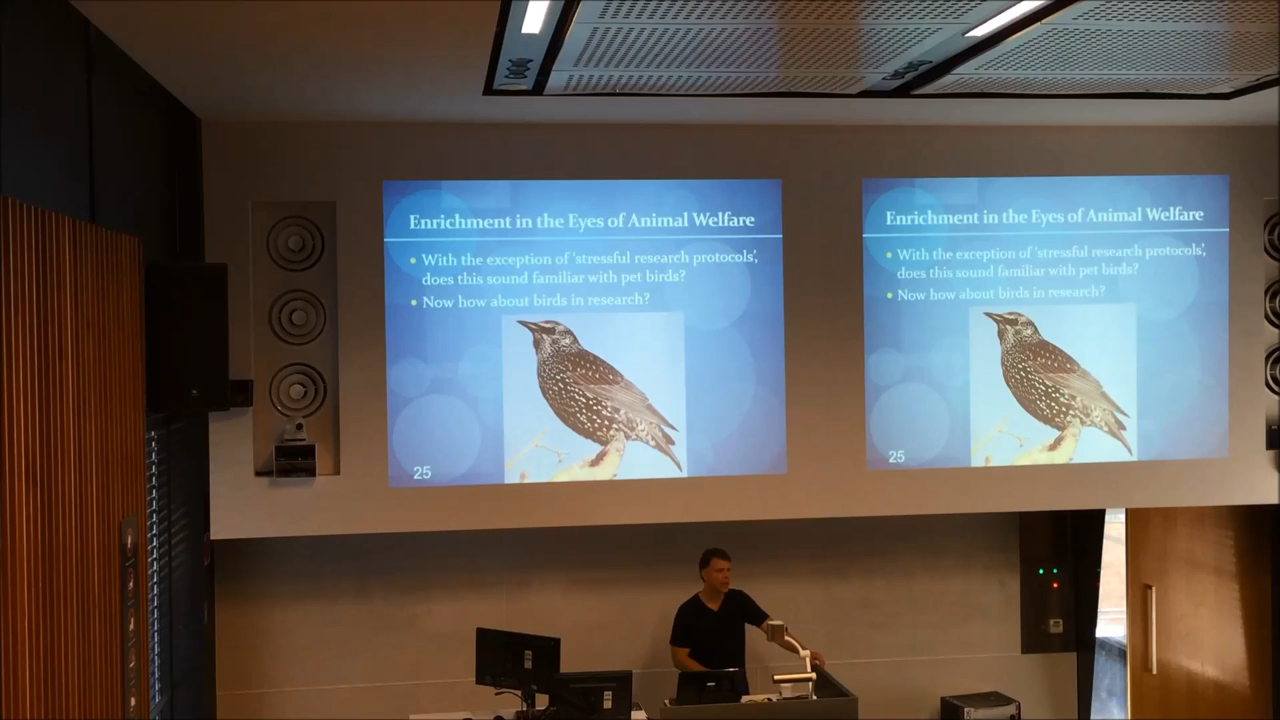 Enrichment in the Eyes of Animal Welfare
With the exception of 'stressful research protocols',
does this sound familiar with pet birds?
Now how about birds in research?
25
Enrichment in the Eyes of Animal Welfare
With the exception of 'stressful research protocols',
does this sound familiar with pet birds?
Now how about birds in research?
25